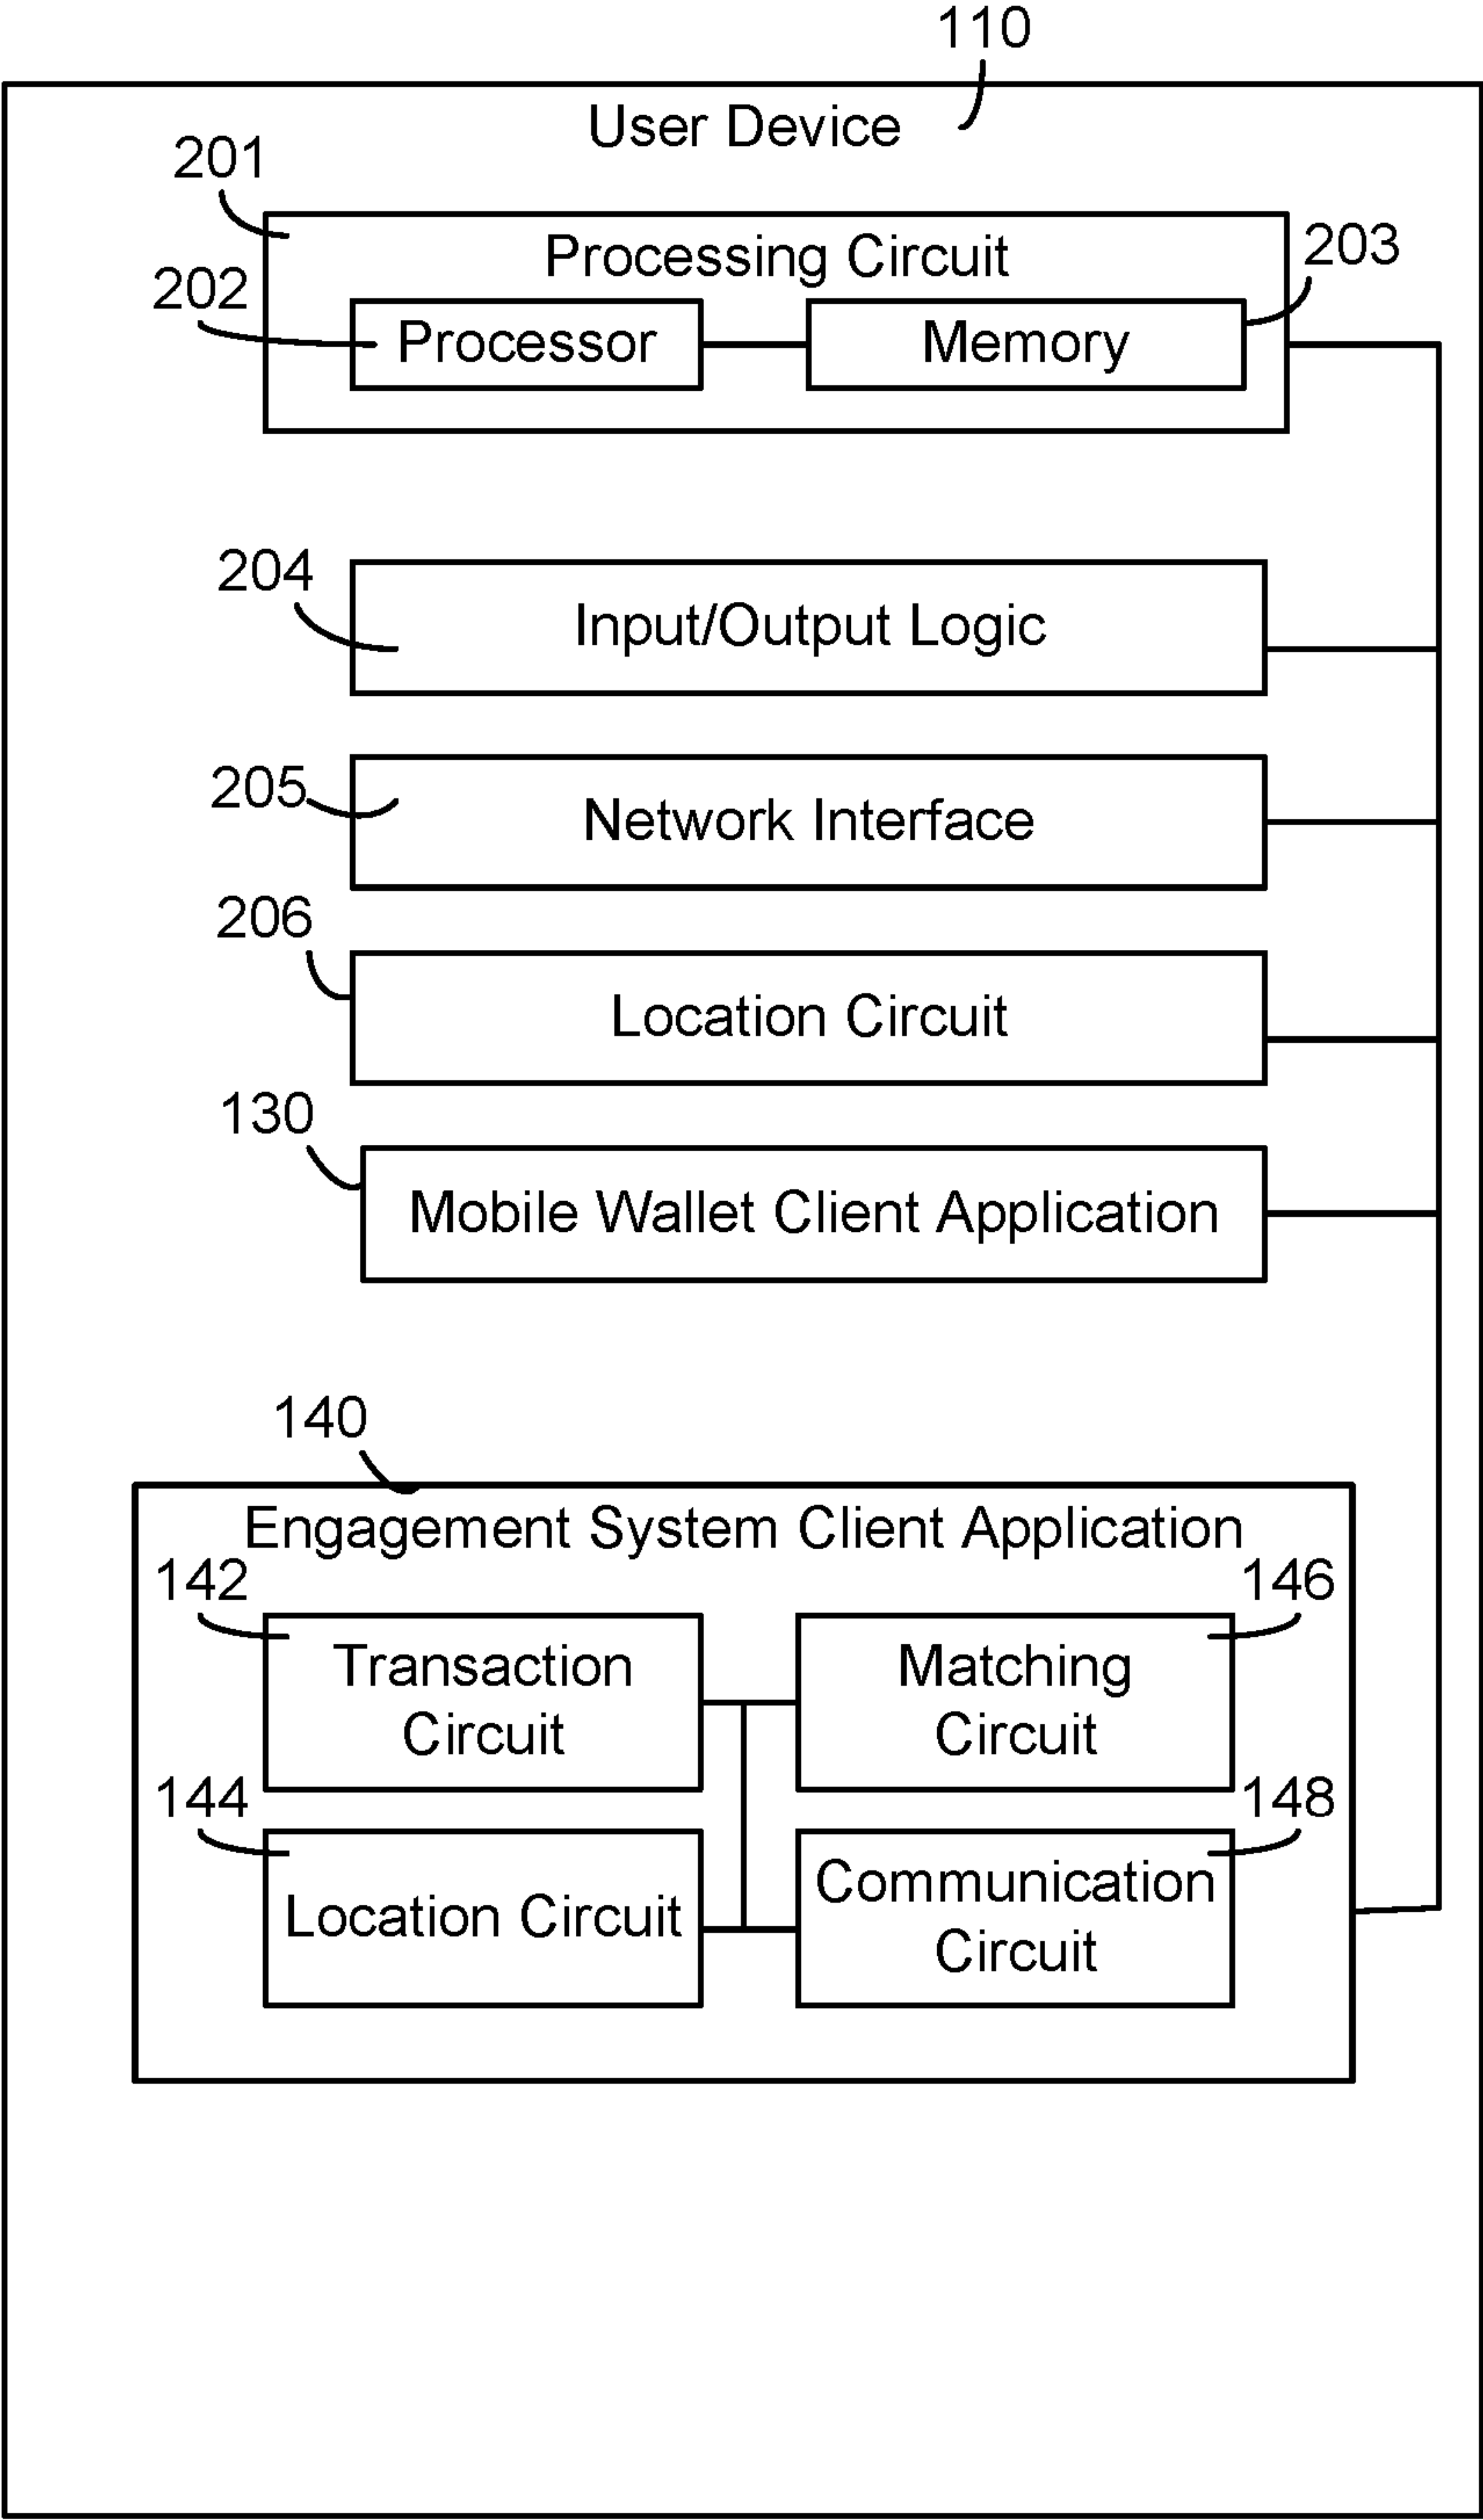 110
User Device
201
Processing Circuit
203
202
Processor
Memory
204
Input/Output Logic
205
Network Interface
206
Location Circuit
130
Mobile Wallet Client Application
140
Engagement System Client Application
142
146
Transaction
Circuit
Matching
Circuit
144
148
Location Circuit
Communication
Circuit